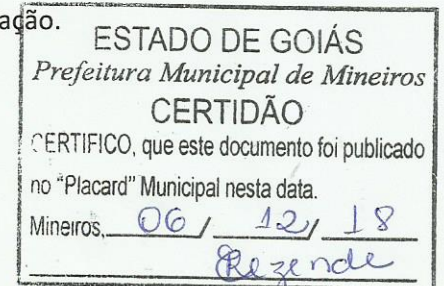 ação.
ESTADO DE GOIÁS
Prefeitura Municipal de Mineiros
CERTIDÃO
CERTIFICO, que este documento foi publicado
no "Placard" Municipal nesta data.
Mineiros, 06 / 12 / 18
Rezende